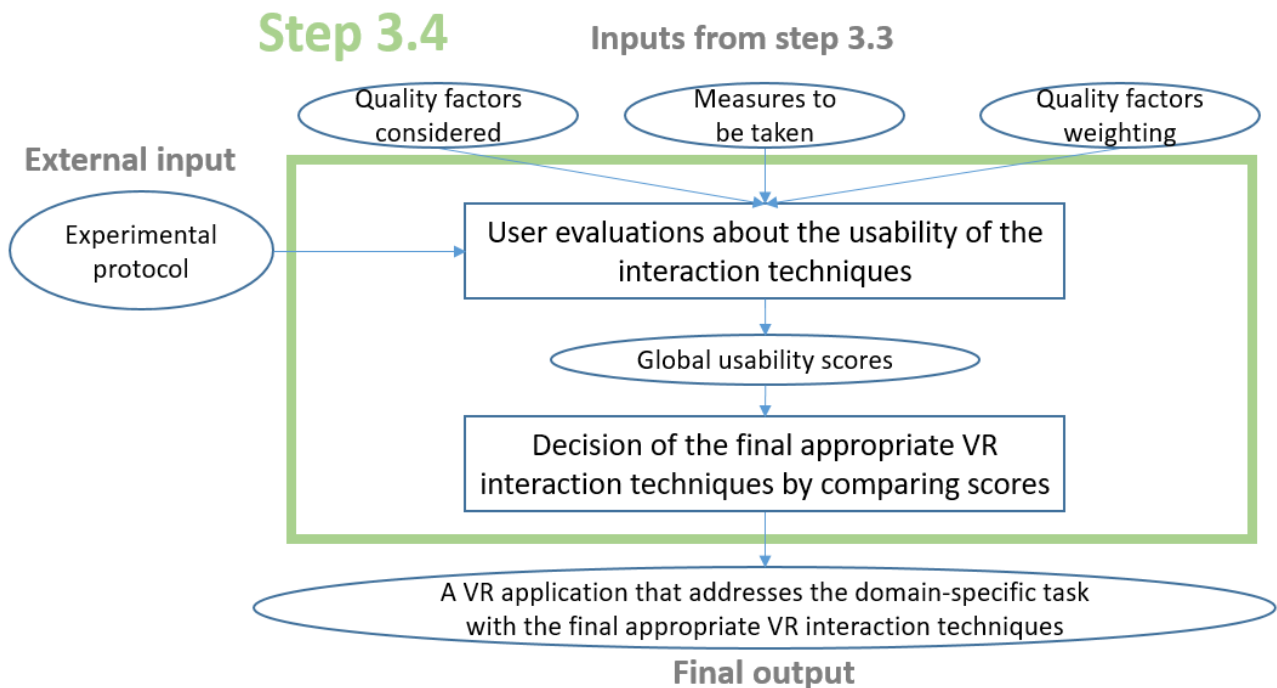 Step 3.4
Inputs from step 3.3
Quality factors
considered
Measures to
be taken
Quality factors
weighting
External input
Experimental
protocol
User evaluations about the usability of the
interaction techniques
Global usability scores
Decision of the final appropriate VR
interaction techniques by comparing scores
A VR application that addresses the domain-specific task
with the final appropriate VR interaction techniques
Final output